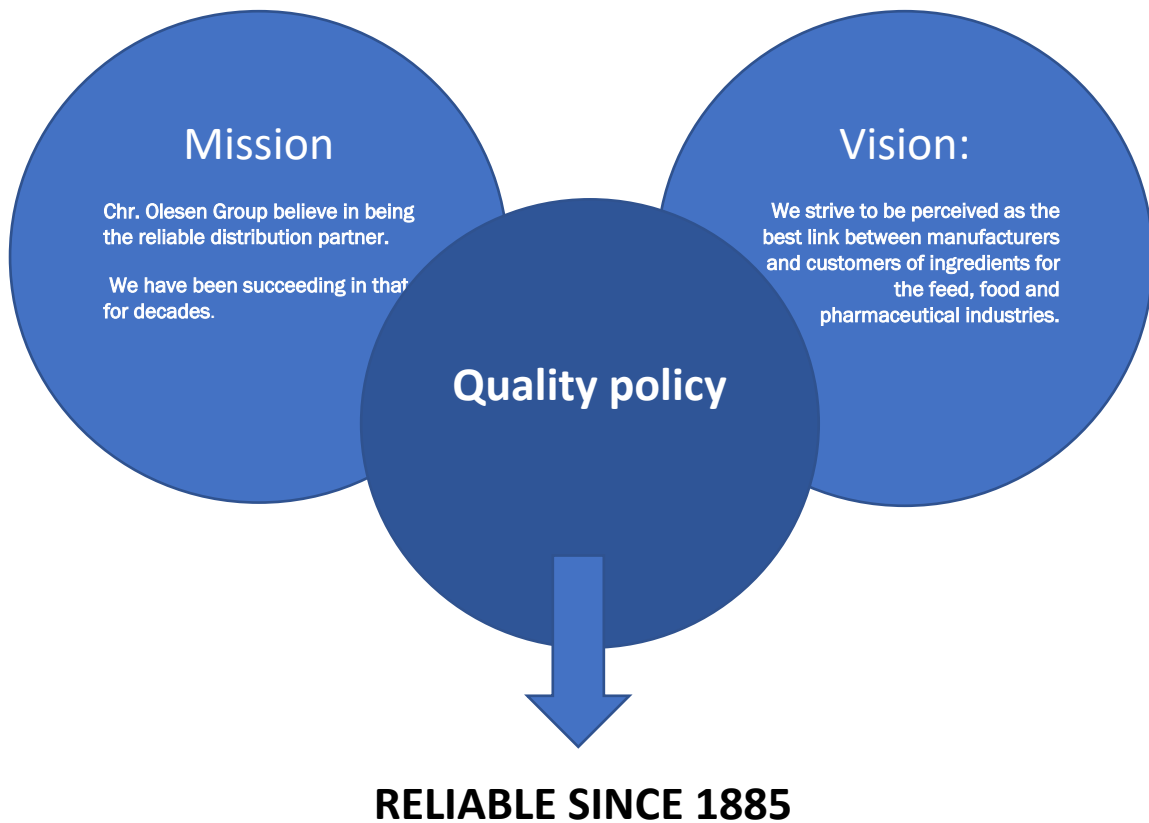 Mission
Chr. Olesen Group believe in being
the reliable distribution partner.
We have been succeeding in that
for decades.
Vision:
We strive to be perceived as the
best link between manufacturers
and customers of ingredients for
the feed, food and
pharmaceutical industries.
Quality policy
RELIABLE SINCE 1885